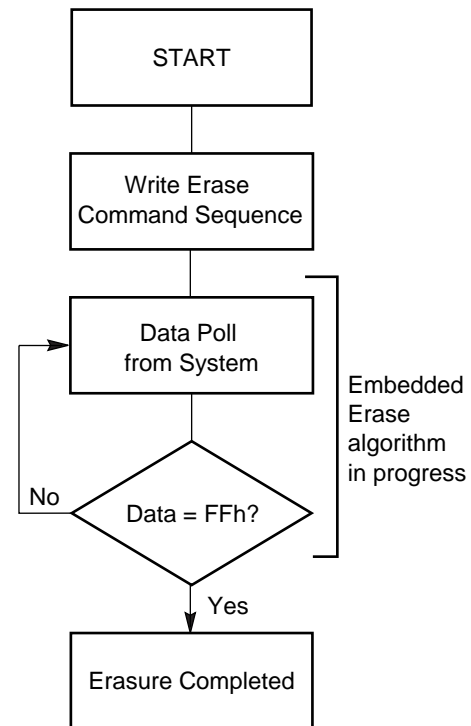 START
Write Erase
Command Sequence
Data Poll
from System
Embedded
Erase
algorithm
in progress
No
Data = FFh?
Yes
Erasure Completed